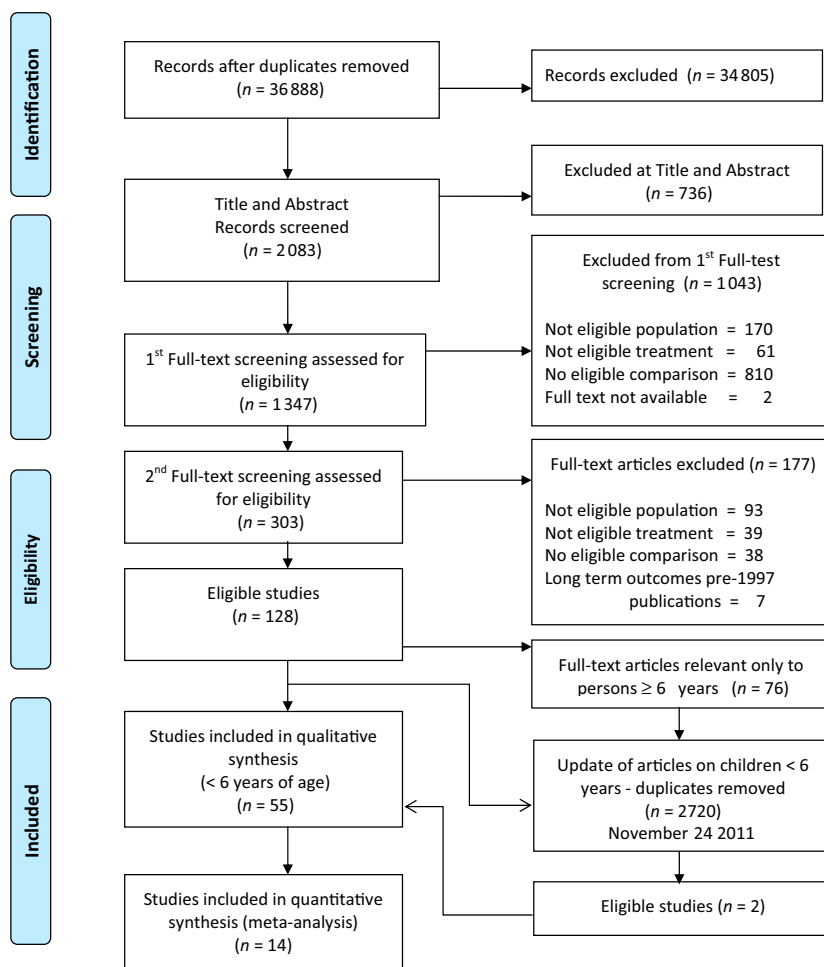 Identification
Records after duplicates removed
(n = 36 888)
Records excluded (n = 34 805)
Title and Abstract
Records screened
(n = 2 083)
Excluded at Title and Abstract
(n = 736)
Screening
1st Full-text screening assessed for
eligibility
(n = 1 347)
Excluded from 1st Full-test
screening (n = 1 043)
Not eligible population = 170
Not eligible treatment = 61
No eligible comparison = 810
Full text not available = 2
2nd Full-text screening assessed
for eligibility
(n = 303)
Full-text articles excluded (n = 177)
Not eligible population = 93
Not eligible treatment = 39
No eligible comparison = 38
Long term outcomes pre-1997
publications = 7
Eligibility
Eligible studies
(n = 128)
Full-text articles relevant only to
persons ≥ 6 years (n = 76)
Included
Studies included in qualitative
synthesis
(< 6 years of age)
(n = 55)
Update of articles on children < 6
years - duplicates removed
(n = 2720)
November 24 2011
Studies included in quantitative
synthesis (meta-analysis)
(n = 14)
Eligible studies (n = 2)